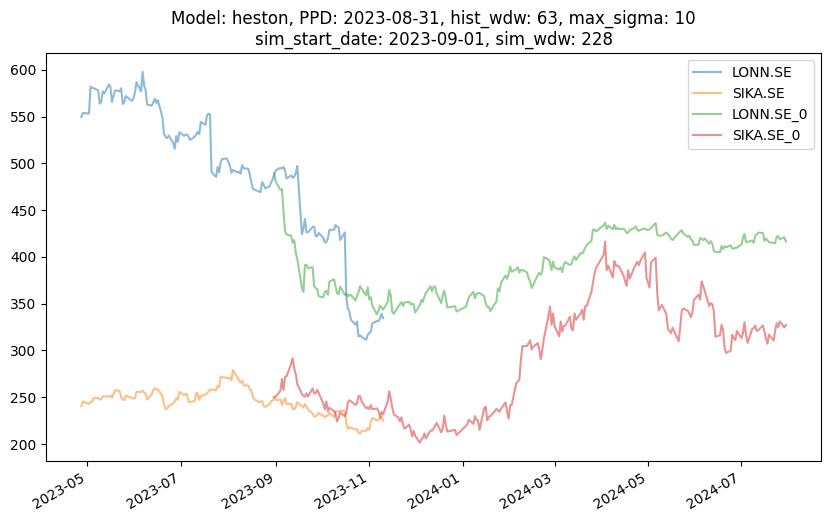 Model: heston, PPD: 2023-08-31, hist_wdw: 63, max_sigma: 10
sim_start_date: 2023-09-01, sim_wdw: 228
LONN.SE
SIKA.SE
LONN.SE_0
SIKA.SE_0
600
550
500
450
400
350
300
250
200
2023-05
2023-07
2023-09
2023-11
2024-01
2024-03
2024-05
2024-07